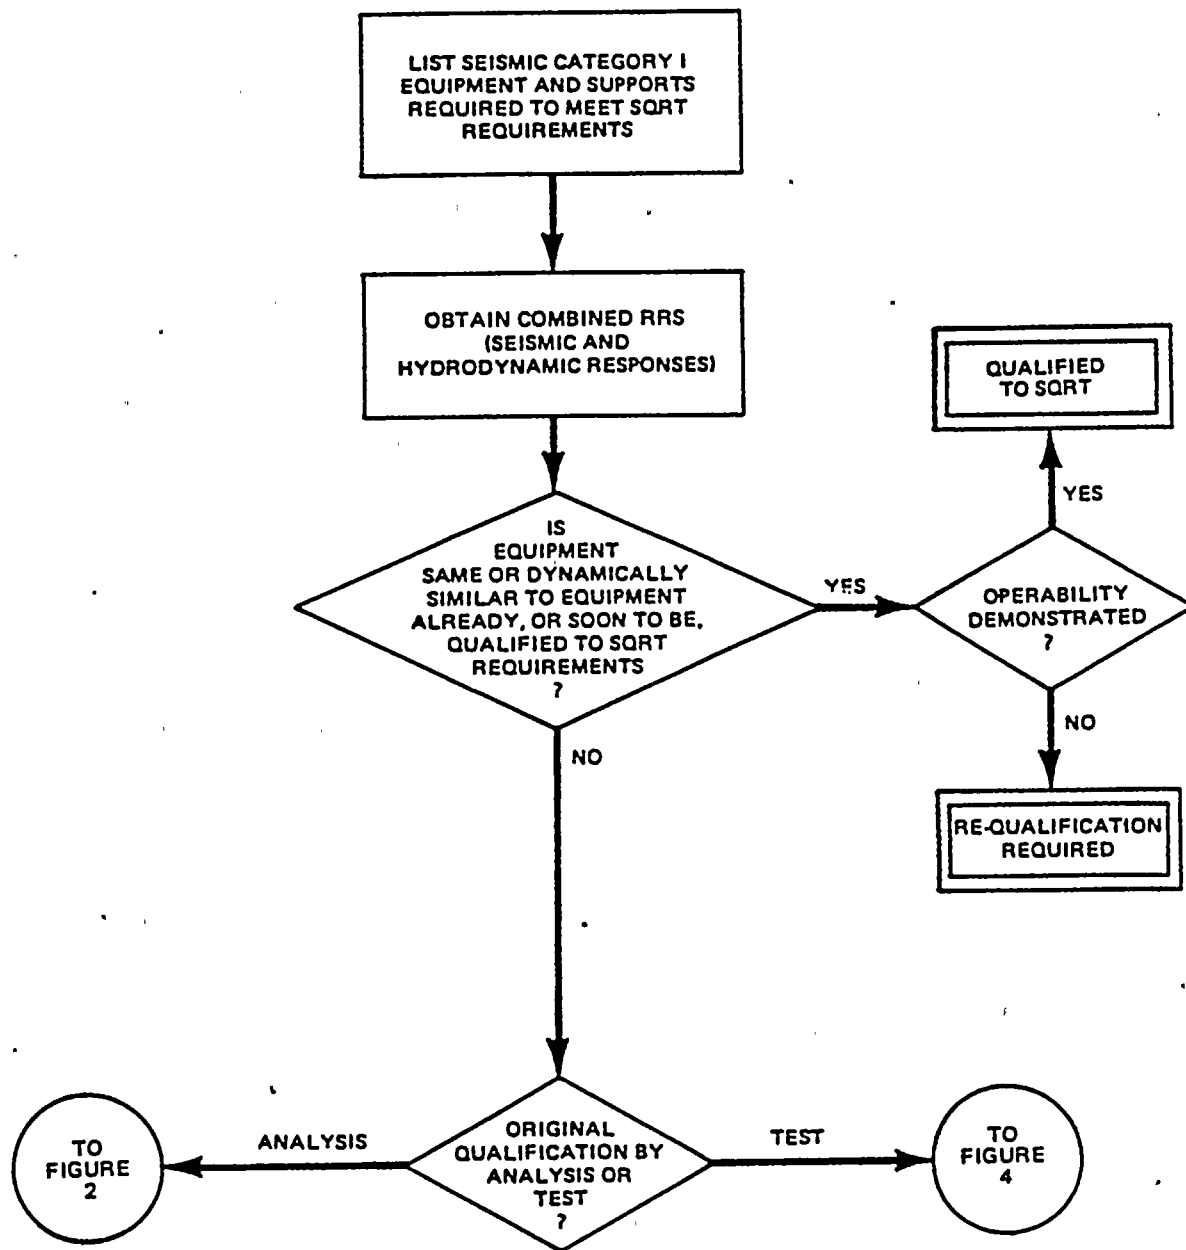 LIST SEISMIC CATEGORY I
EQUIPMENT AND SUPPORTS
REQUIRED TO MEET SQRT
REQUIREMENTS
OBTAIN COMBINED RRS
(SEISMIC AND
HYDRODYNAMIC RESPONSES)
IS
EQUIPMENT
SAME OR DYNAMICALLY
SIMILAR TO EQUIPMENT
ALREADY, OR SOON TO BE,
QUALIFIED TO SQRT
REQUIREMENTS
?
YES
OPERABILITY
DEMONSTRATED
?
YES
QUALIFIED
TO SQRT
NO
RE-QUALIFICATION
REQUIRED
NO
ORIGINAL
QUALIFICATION BY
ANALYSIS OR
TEST
?
ANALYSIS
TO
FIGURE
2
TEST
TO
FIGURE
4